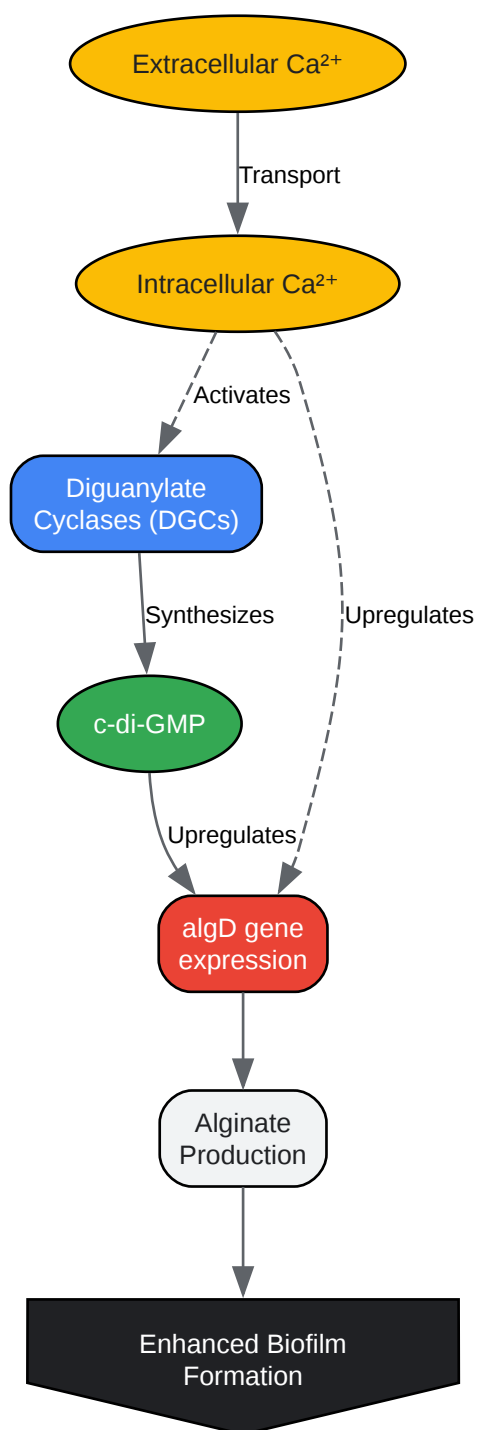 Extracellular Ca²⁺
Transport
Intracellular Ca²⁺
Activates
Diguanylate
Cyclases (DGCs)
Synthesizes
Upregulates
c-di-GMP
Upregulates
algD gene
expression
Alginate
Production
Enhanced Biofilm
Formation